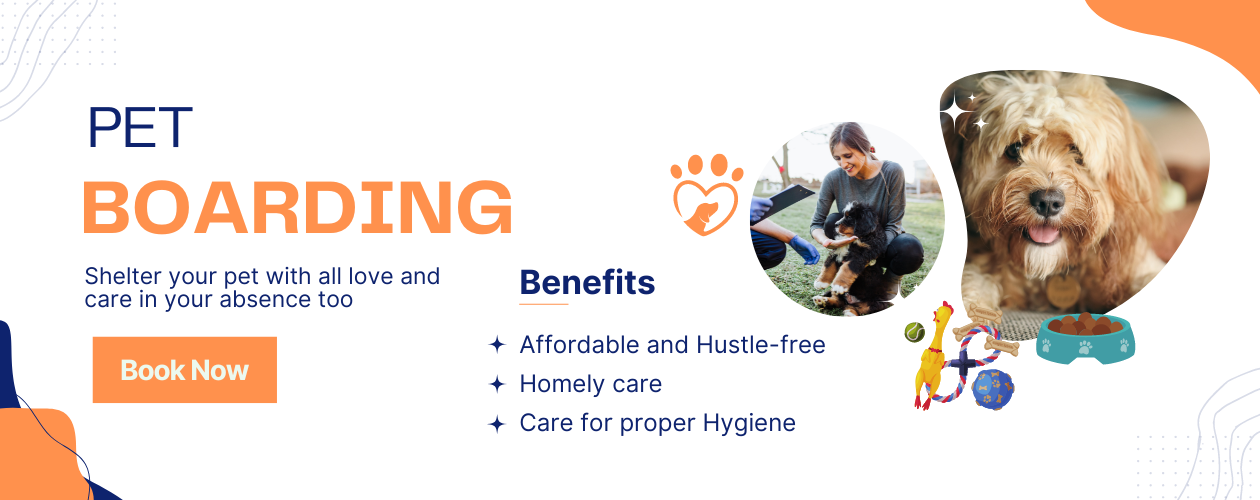 PET
BOARDING
Shelter your pet with all love and
care in your absence too
Book Now
Benefits
Affordable and Hustle-free
Homely care
Care for proper Hygiene